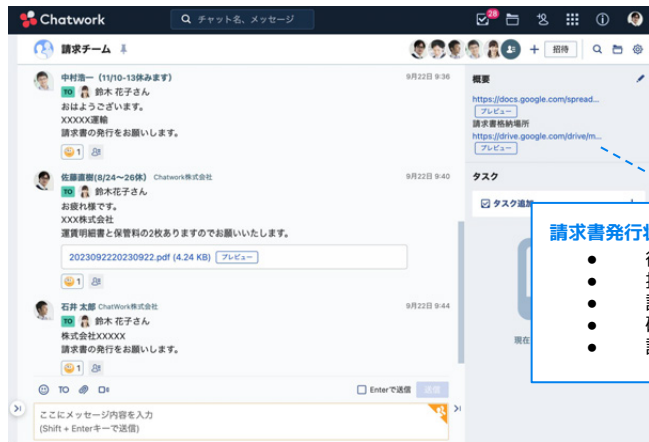 Chatwork
チャット名、メッセージ
28
請求チーム
招待
中村浩一（11/10-13休みます）
9月22日 9:36
TO 鈴木 花子さん
おはようございます。
XXXXX運輸
請求書の発行をお願いします。
1
佐藤直樹(8/24〜26休) Chatwork株式会社
9月22日 9:40
TO 鈴木花子さん
お疲れ様です。
XXX株式会社
運賃明細書と保管料の2枚ありますのでお願いいたします。
2023092220230922.pdf (4.24 KB) プレビュー
1
石井 太郎 ChatWork株式会社
9月22日 9:44
TO 鈴木 花子さん
株式会社XXXXX
請求書の発行をお願いします。
1
TO
Enterで送信 送信
ここにメッセージ内容を入力
(Shift + Enterキーで送信)
概要
https://docs.google.com/spread...
プレビュー
請求書格納場所
https://drive.google.com/drive/m...
プレビュー
タスク
タスク追加
現在
請求書発行